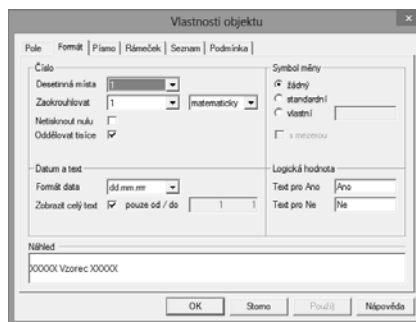 Vlastnosti objektu
x
Pole Formát Písmo Rámeček Seznam Podmínka
Číslo
Desetinná místa 1
Zaokrouhlovat 1 matematicky
Netisknout nulu
Oddělovat tisíce
Symbol měny
žádný
standardní
vlastní
s mezerou
Datum a text
Formát data dd.mm.rrrr
Zobrazit celý text pouze od / do 1 1
Logická hodnota
Text pro Ano Ano
Text pro Ne Ne
Náhled
XXXXX Vzorec XXXXX
OK Storno Použít Nápověda